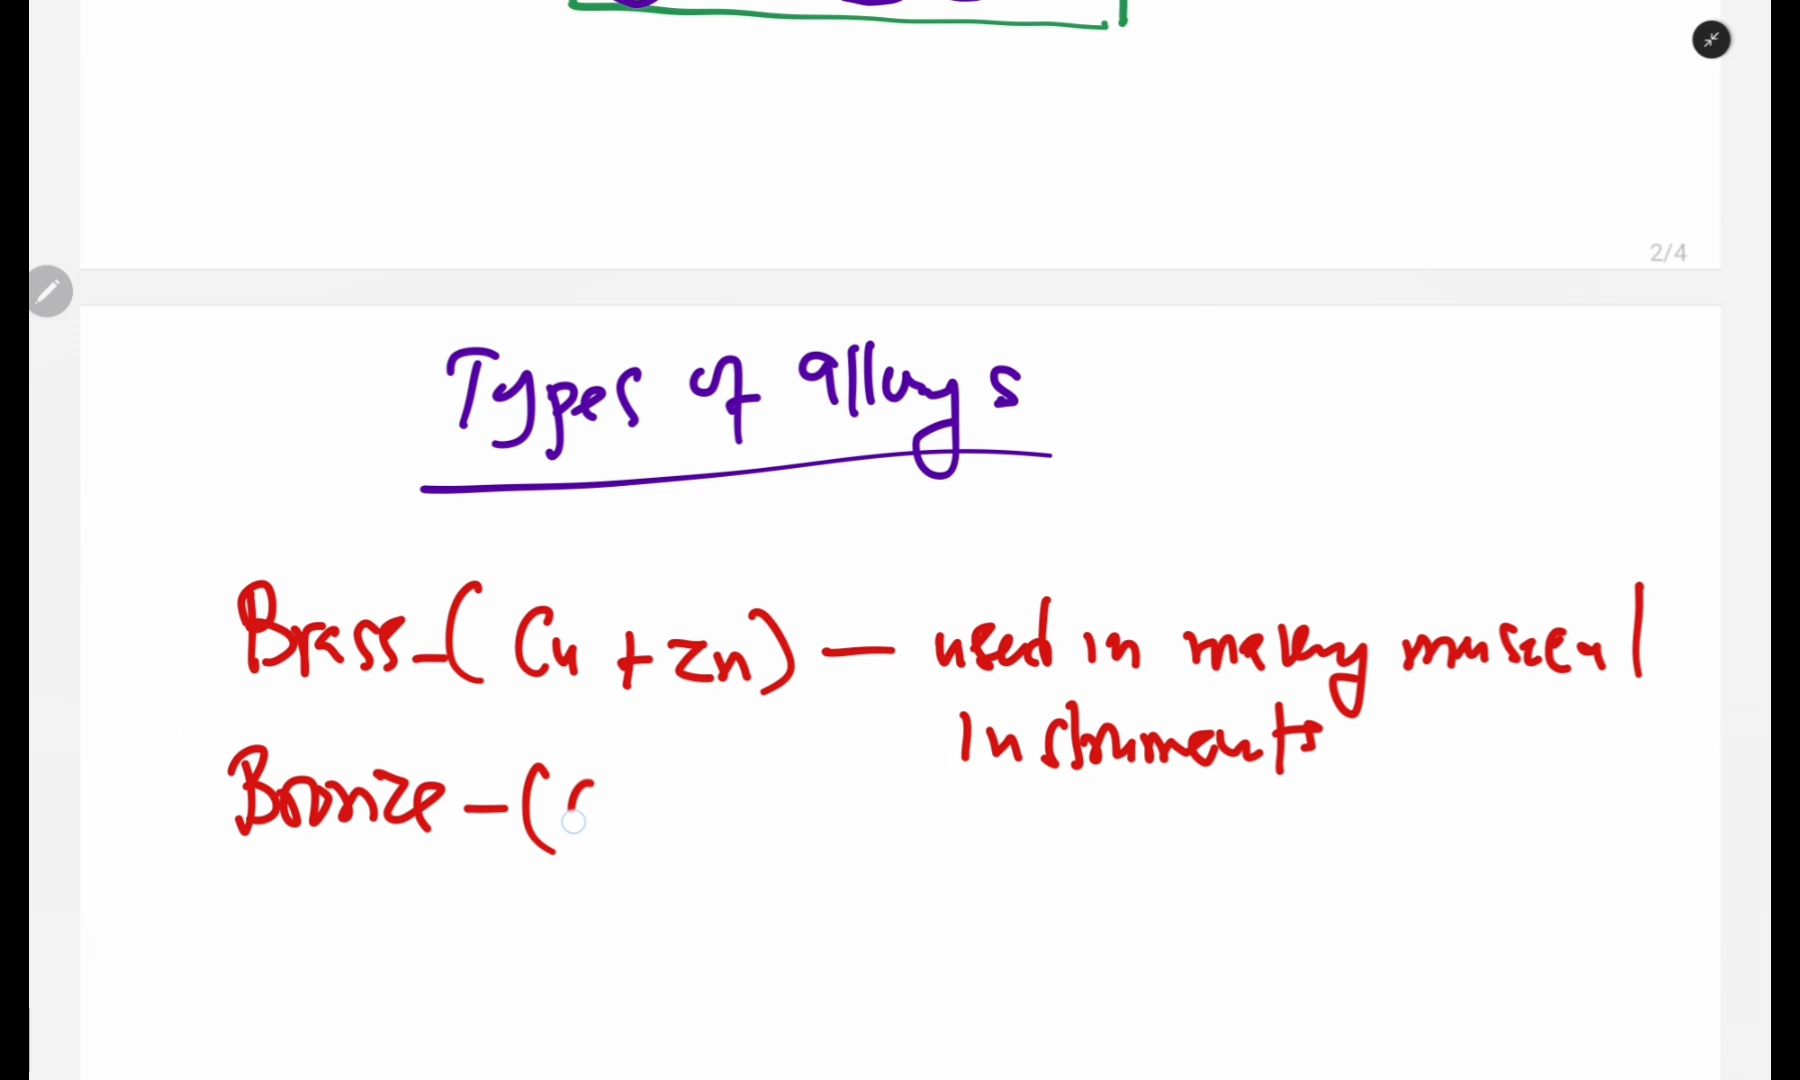 2/4
Types of alloys
Brass - (Cu + Zn) — used in making musical
instruments
Bronze - (